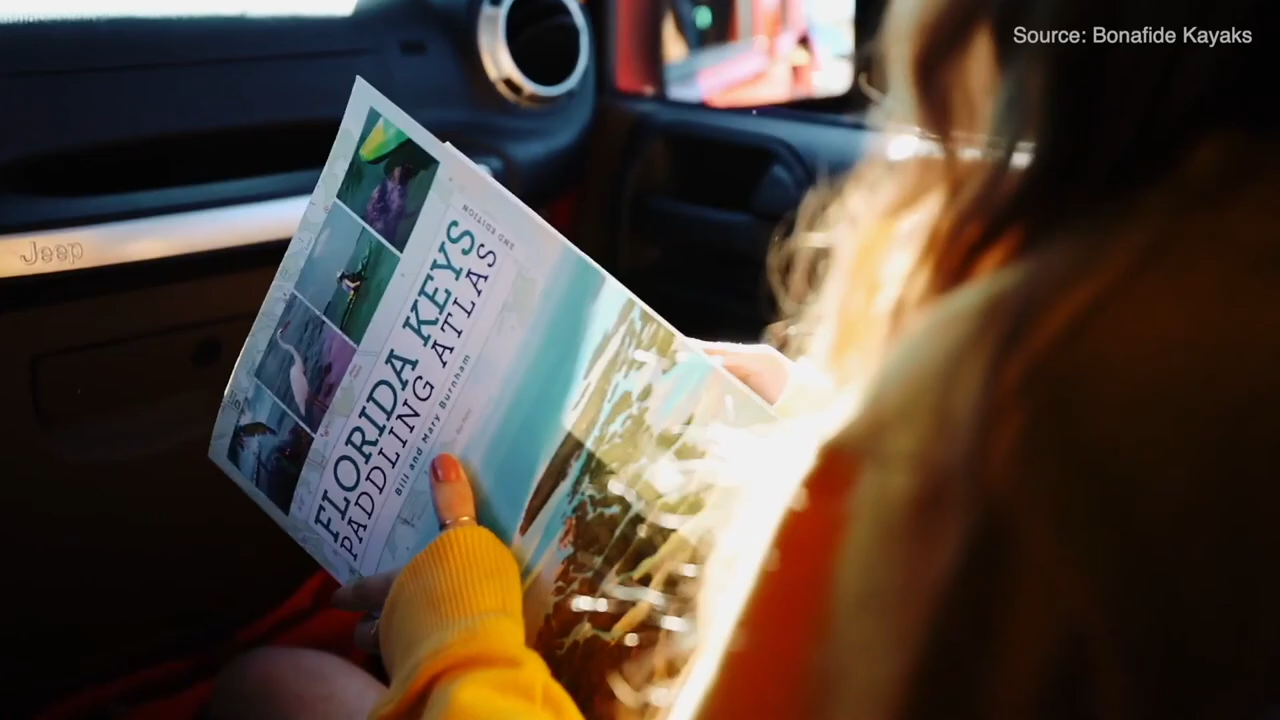 Source: Bonafide Kayaks
Jeep
2ND EDITION
FLORIDA KEYS
PADDLING ATLAS
Bill and Mary Burnham